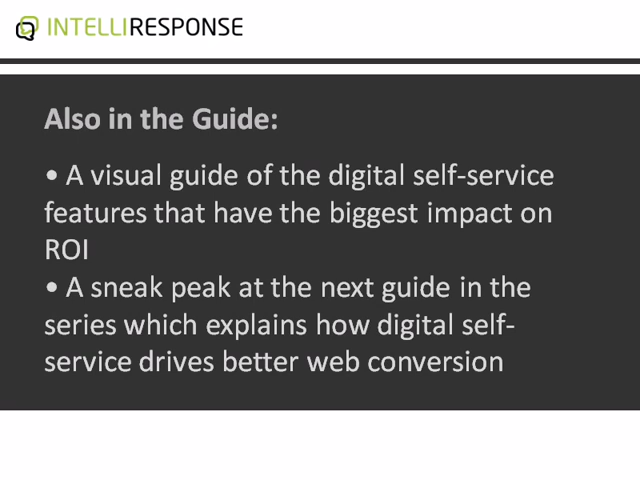 INTELLIRESPONSE
Also in the Guide:
• A visual guide of the digital self-service
features that have the biggest impact on
ROI
• A sneak peak at the next guide in the
series which explains how digital self-
service drives better web conversion